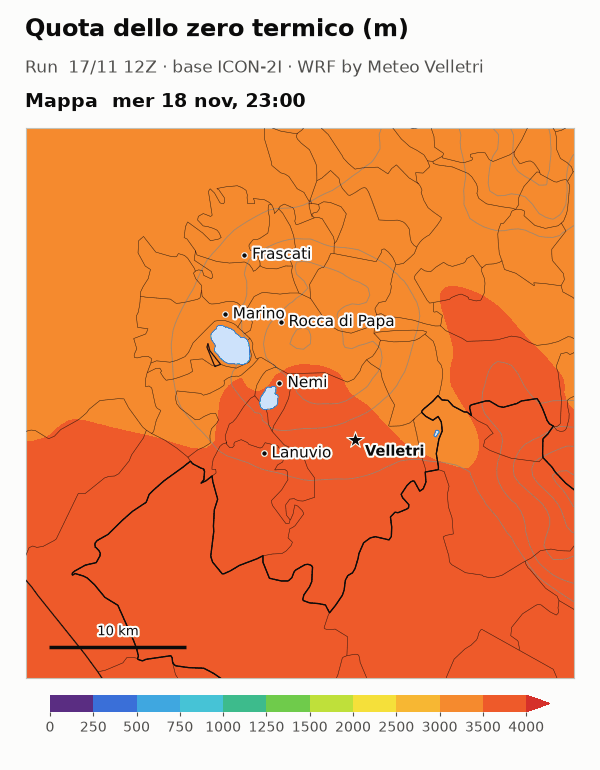 Quota dello zero termico (m)
Run  17/11 12Z · base ICON-2I · WRF by Meteo Velletri
Mappa  mer 18 nov, 23:00
Frascati
Marino
Rocca di Papa
Nemi
Velletri
Lanuvio
10 km
0 250 500 750 1000 1250 1500 2000 2500 3000 3500 4000